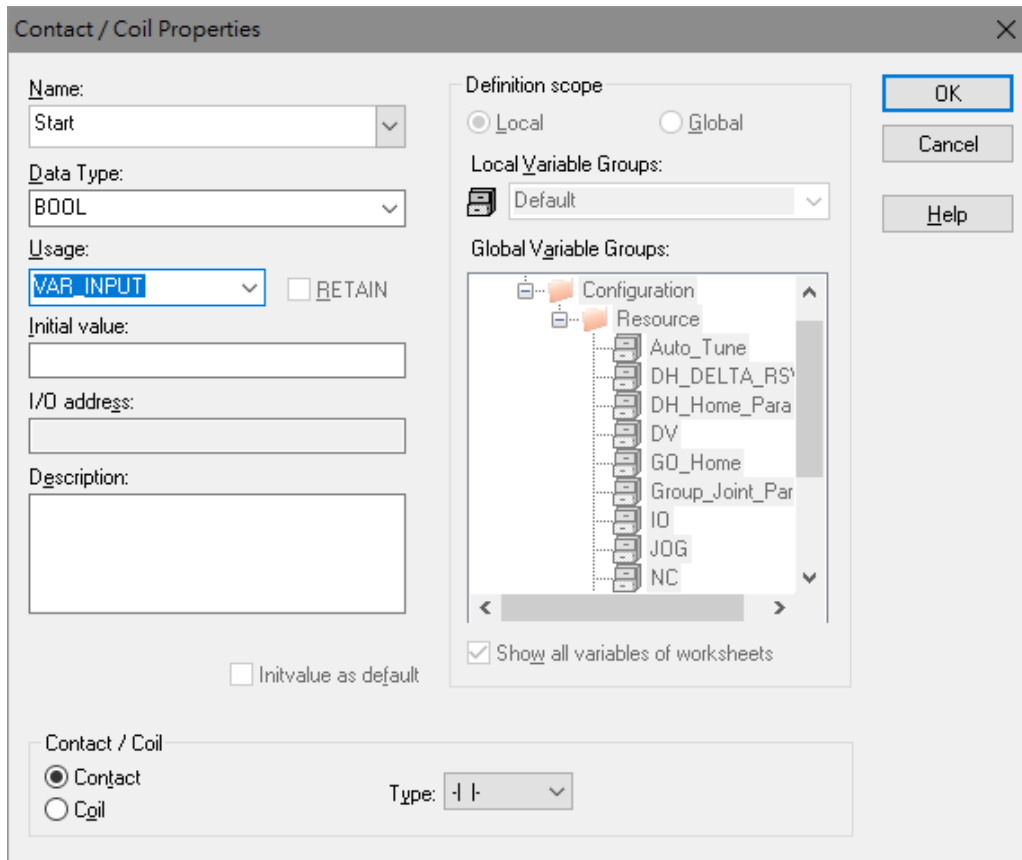 Contact / Coil Properties
Name:
Start
Data Type:
BOOL
Usage:
VAR_INPUT
RETAIN
Initial value:
I/O address:
Description:
Initvalue as default
Definition scope
Local
Global
Local Variable Groups:
Default
Global Variable Groups:
Configuration
Resource
Auto_Tune
DH_DELTA_RS
DH_Home_Para
DV
GO_Home
Group_Joint_Par
IO
JOG
NC
Show all variables of worksheets
OK
Cancel
Help
Contact / Coil
Contact
Coil
Type: -| |-